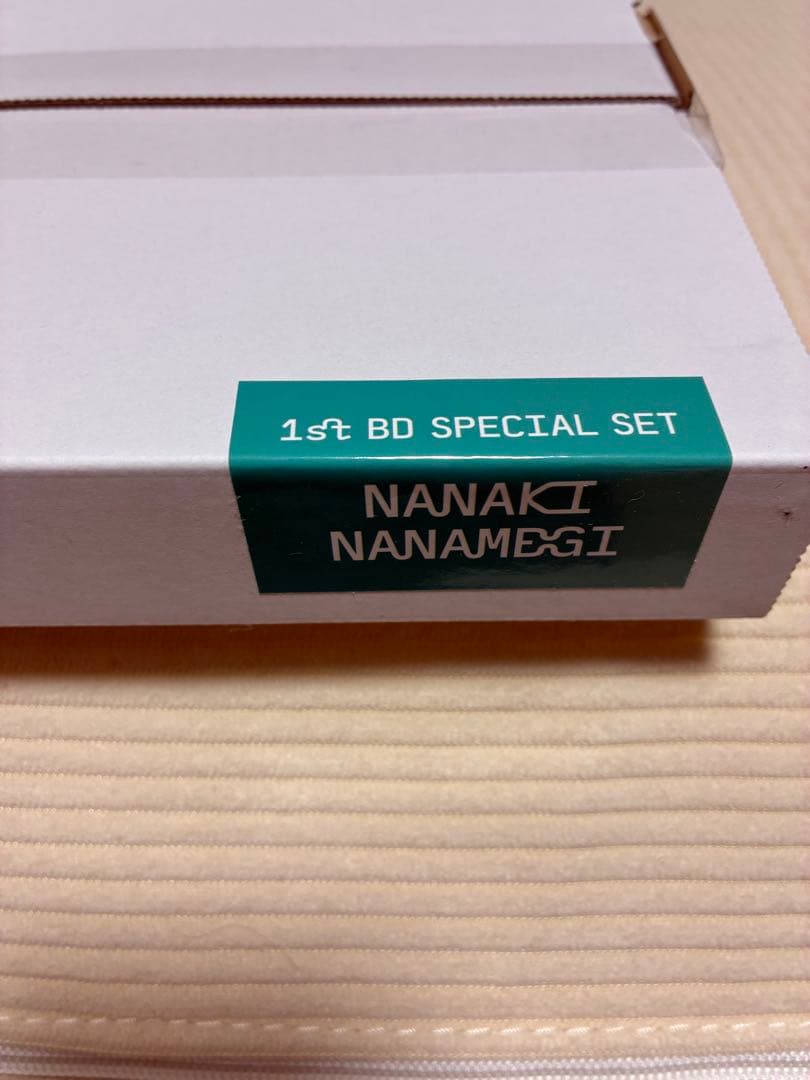 1st BD SPECIAL SET
NANAKI
NANAMEGI